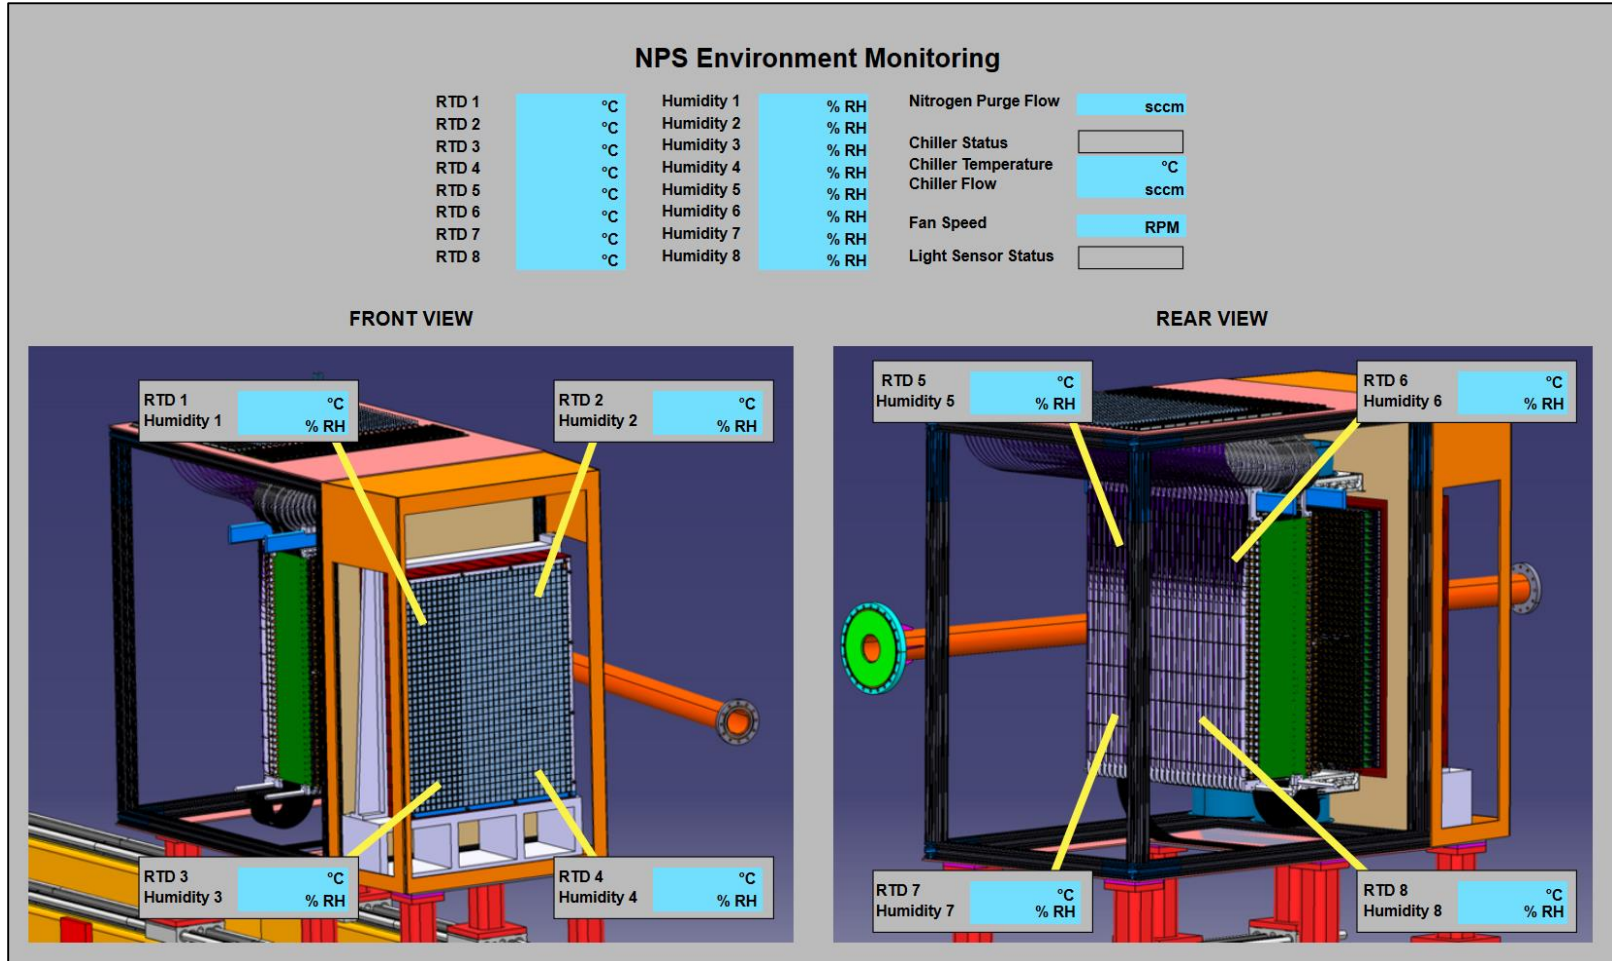 NPS Environment Monitoring
RTD 1 °C Humidity 1 % RH Nitrogen Purge Flow sccm
RTD 2 °C Humidity 2 % RH
RTD 3 °C Humidity 3 % RH Chiller Status
RTD 4 °C Humidity 4 % RH Chiller Temperature °C
RTD 5 °C Humidity 5 % RH Chiller Flow sccm
RTD 6 °C Humidity 6 % RH
RTD 7 °C Humidity 7 % RH Fan Speed RPM
RTD 8 °C Humidity 8 % RH Light Sensor Status
FRONT VIEW
RTD 1 °C
Humidity 1 % RH
RTD 2 °C
Humidity 2 % RH
RTD 3 °C
Humidity 3 % RH
RTD 4 °C
Humidity 4 % RH
REAR VIEW
RTD 5 °C
Humidity 5 % RH
RTD 6 °C
Humidity 6 % RH
RTD 7 °C
Humidity 7 % RH
RTD 8 °C
Humidity 8 % RH